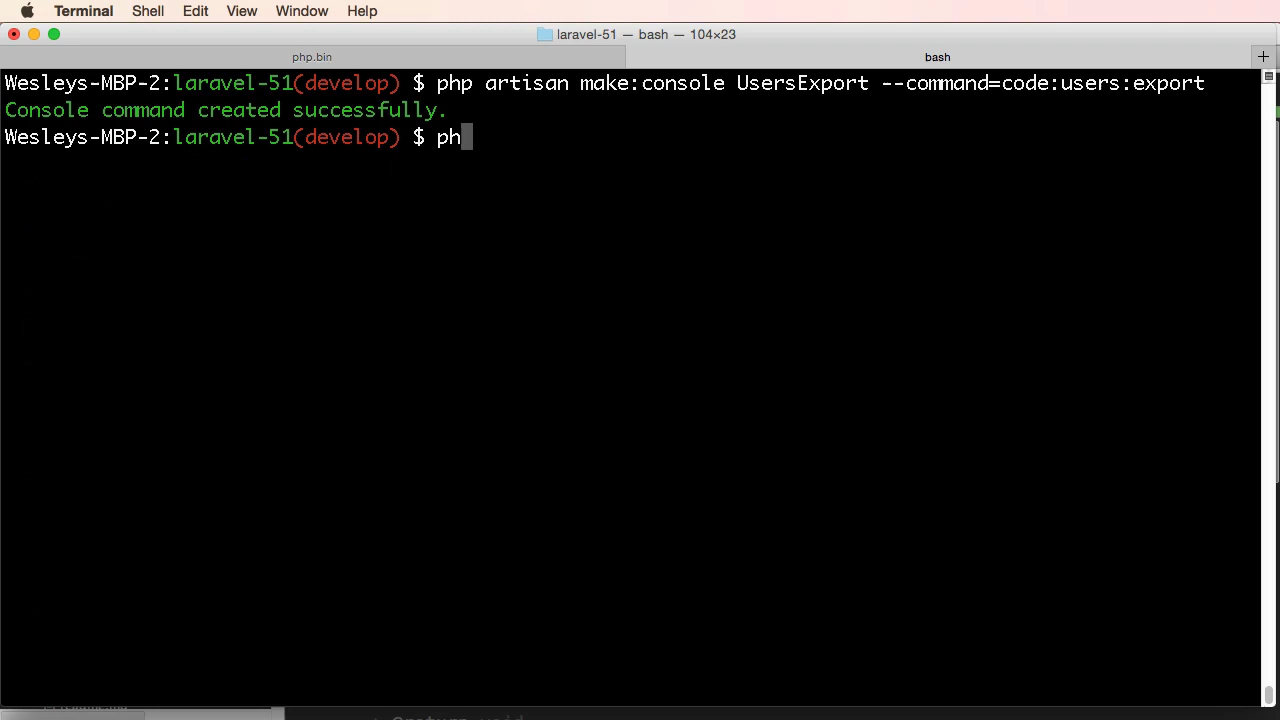 Terminal Shell Edit View Window Help
laravel-51 — bash — 104×23
php.bin bash
Wesleys-MBP-2:laravel-51(develop) $ php artisan make:console UsersExport --command=code:users:export
Console command created successfully.
Wesleys-MBP-2:laravel-51(develop) $ ph